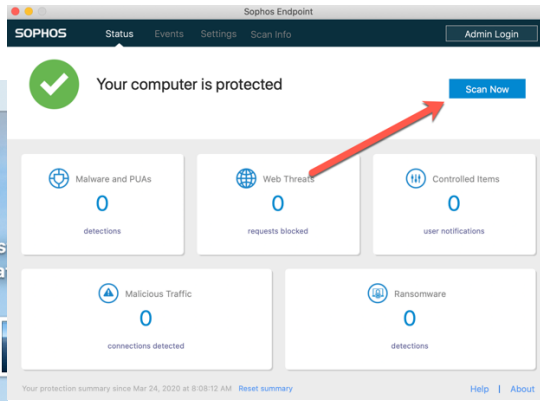 Sophos Endpoint
SOPHOS Status Events Settings Scan Info Admin Login
Your computer is protected
Scan Now
Malware and PUAs
0
detections
Web Threats
0
requests blocked
Controlled Items
0
user notifications
Malicious Traffic
0
connections detected
Ransomware
0
detections
Your protection summary since Mar 24, 2020 at 6:08:12 AM Reset summary
Help | About